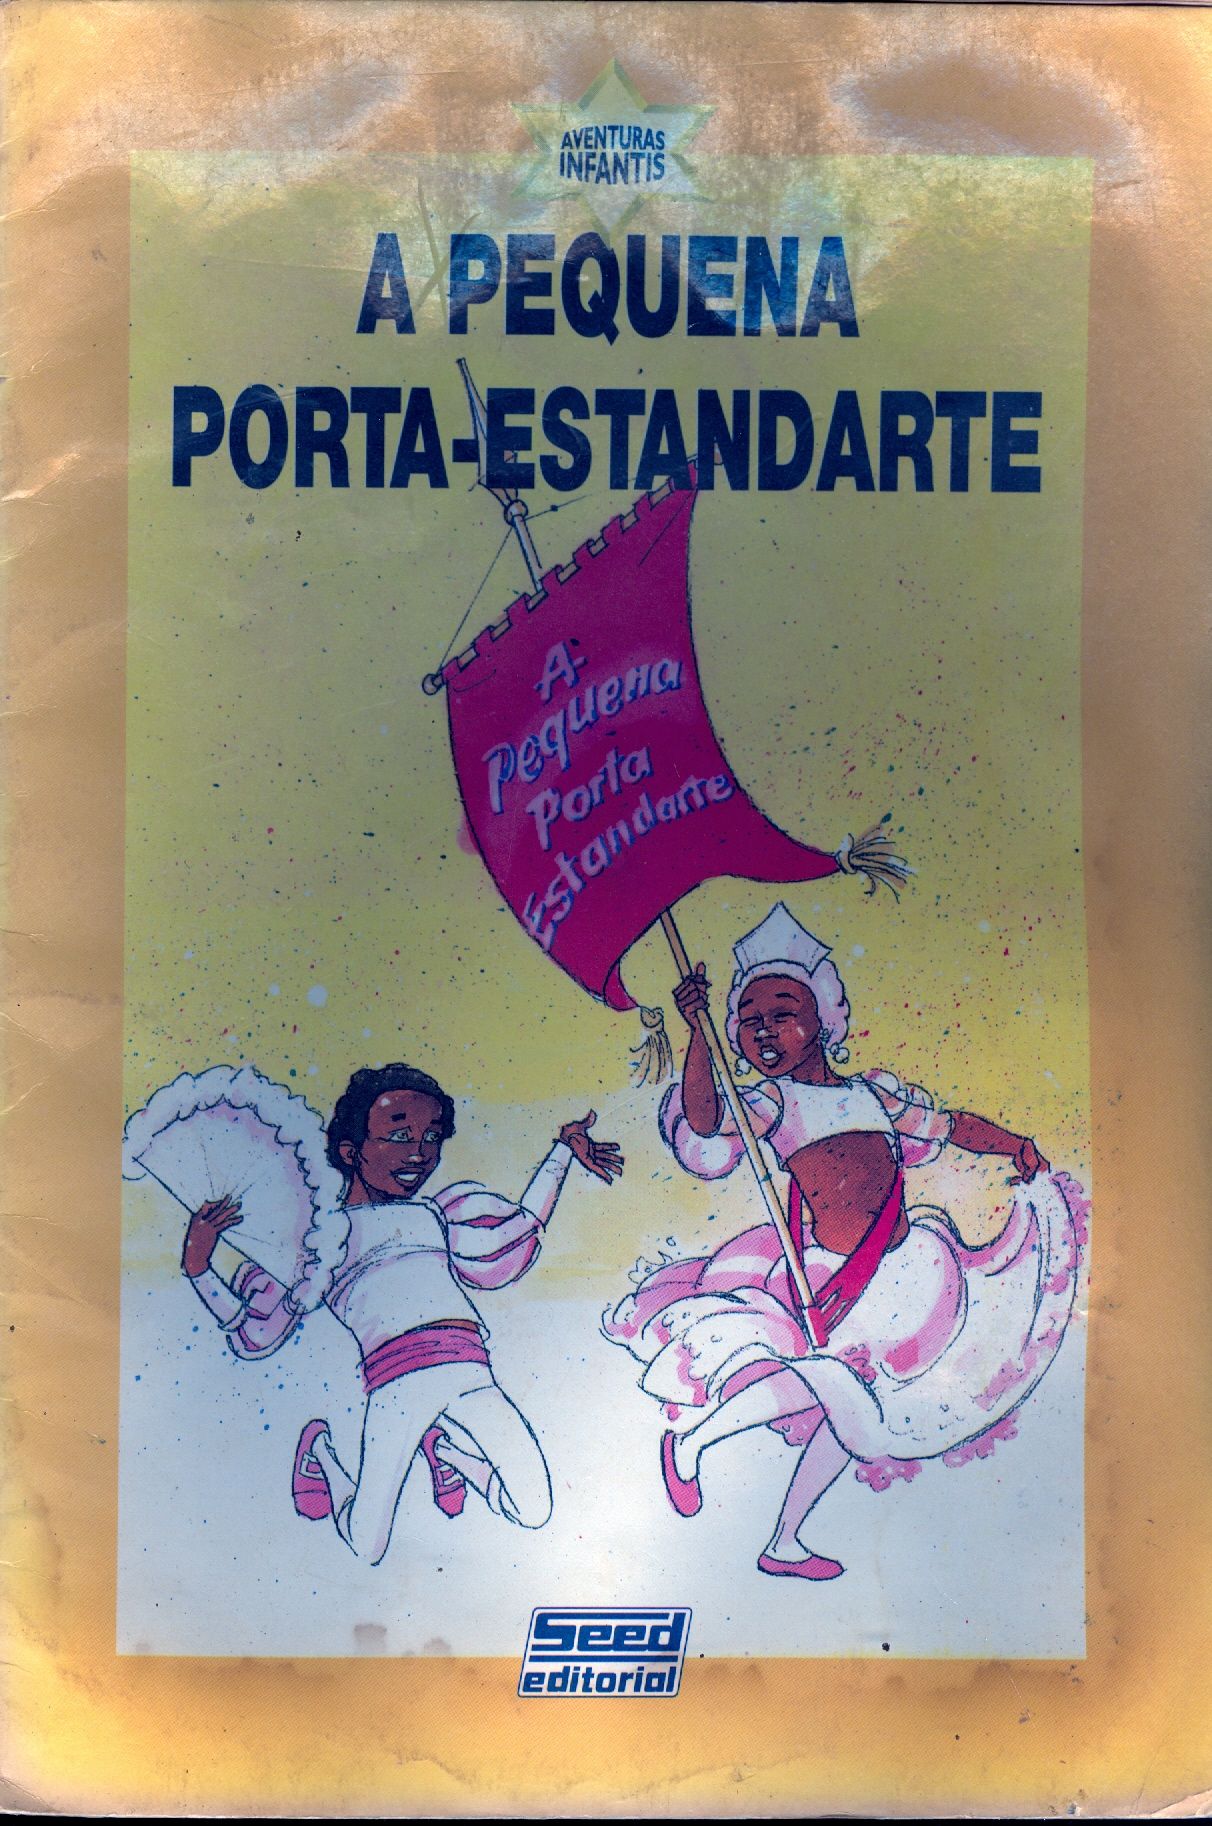 AVENTURAS
INFANTIS
A PEQUENA
PORTA-ESTANDARTE
A
Pequena
Porta
Estandarte
Seed
editorial